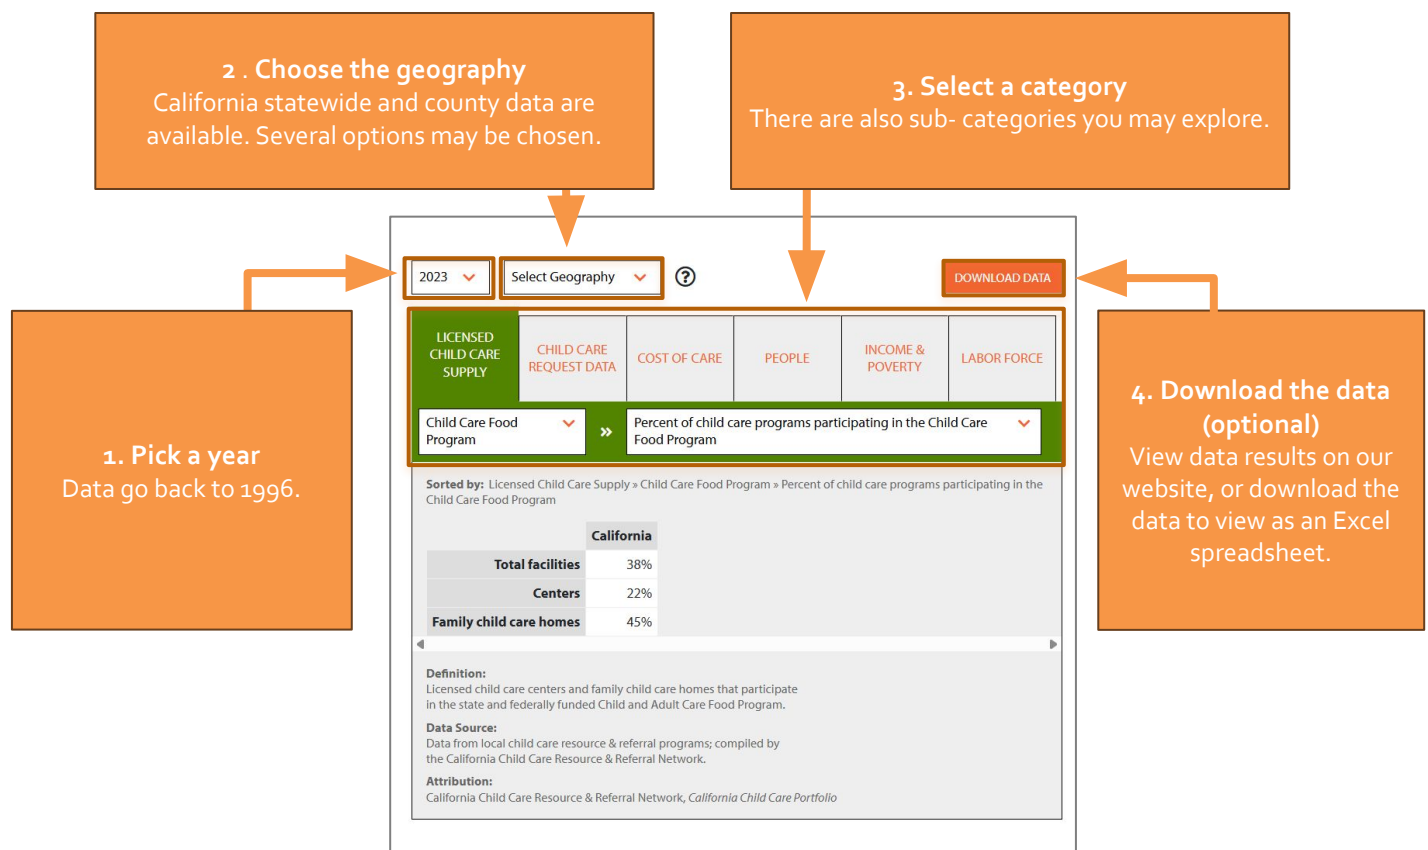 2 . Choose the geography
California statewide and county data are
available. Several options may be chosen.
3. Select a category
There are also sub- categories you may explore.
2023
Select Geography
?
DOWNLOAD DATA
1. Pick a year
Data go back to 1996.
LICENSED
CHILD CARE
SUPPLY
CHILD CARE
REQUEST DATA
COST OF CARE
PEOPLE
INCOME &
POVERTY
LABOR FORCE
Child Care Food
Program
»
Percent of child care programs participating in the Child Care
Food Program
4. Download the data
(optional)
View data results on our
website, or download the
data to view as an Excel
spreadsheet.
Sorted by: Licensed Child Care Supply » Child Care Food Program » Percent of child care programs participating in the
Child Care Food Program
California
Total facilities 38%
Centers 22%
Family child care homes 45%
Definition:
Licensed child care centers and family child care homes that participate
in the state and federally funded Child and Adult Care Food Program.
Data Source:
Data from local child care resource & referral programs; compiled by
the California Child Care Resource & Referral Network.
Attribution:
California Child Care Resource & Referral Network, California Child Care Portfolio